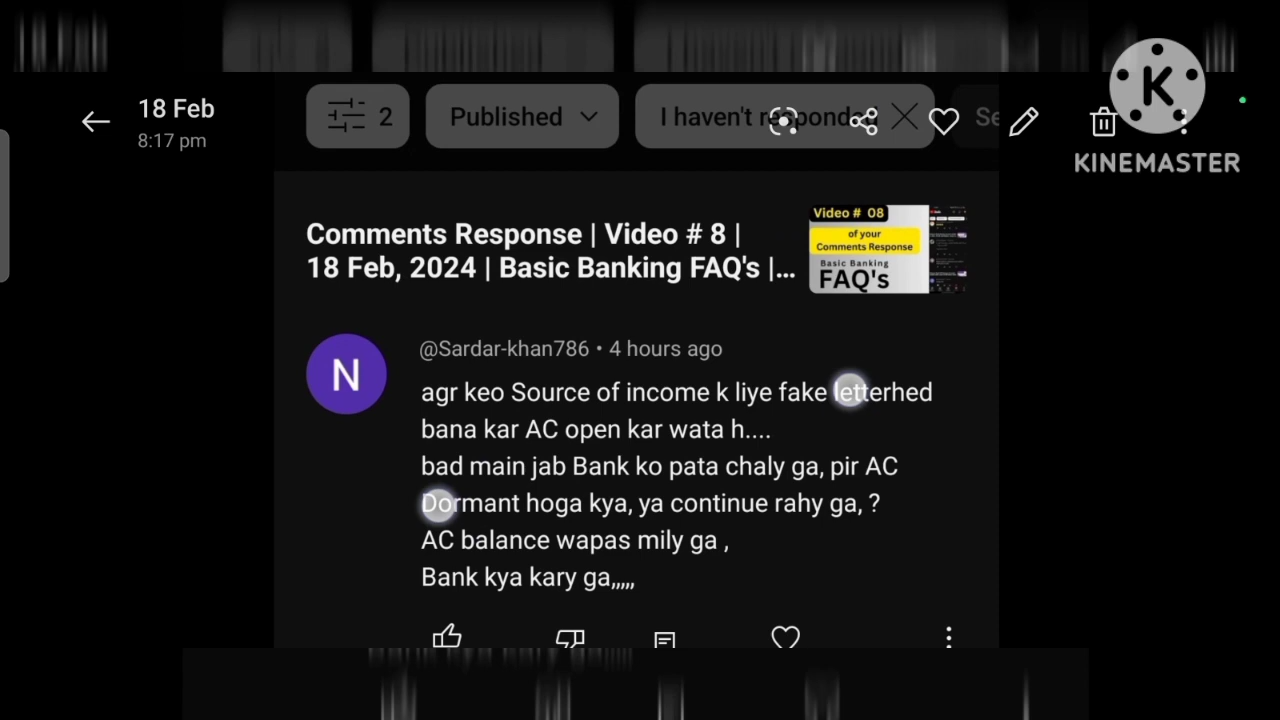 18 Feb
8:17 pm
2
Published
I haven't responded
Se
KINEMASTER
Comments Response | Video # 8 |
18 Feb, 2024 | Basic Banking FAQ's |...
Video # 08
of your
Comments Response
Basic Banking
FAQ's
N
@Sardar-khan786 • 4 hours ago
agr keo Source of income k liye fake letterhed
bana kar AC open kar wata h....
bad main jab Bank ko pata chaly ga, pir AC
Dormant hoga kya, ya continue rahy ga, ?
AC balance wapas mily ga ,
Bank kya kary ga,,,,,